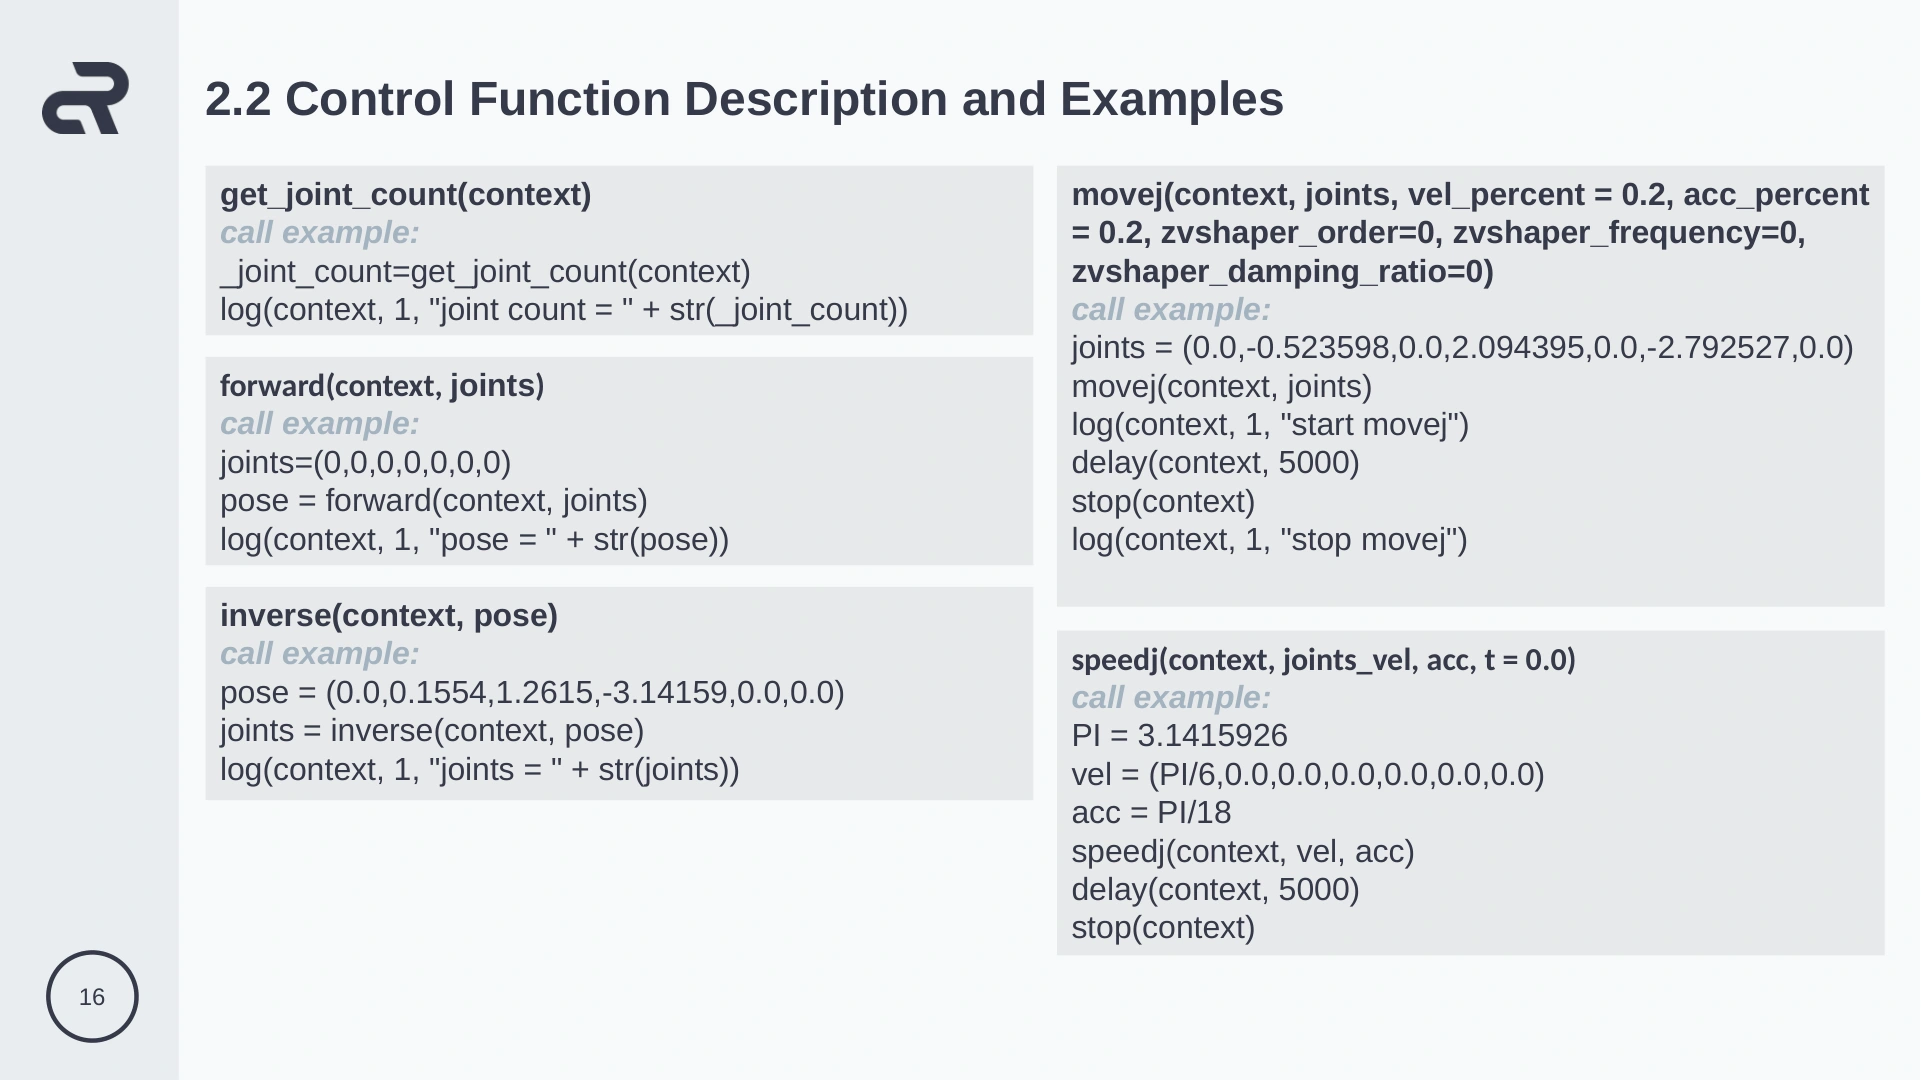 2.2 Control Function Description and Examples
get_joint_count(context)
call example:
_joint_count=get_joint_count(context)
log(context, 1, "joint count = " + str(_joint_count))
forward(context, joints)
call example:
joints=(0,0,0,0,0,0,0)
pose = forward(context, joints)
log(context, 1, "pose = " + str(pose))
inverse(context, pose)
call example:
pose = (0.0,0.1554,1.2615,-3.14159,0.0,0.0)
joints = inverse(context, pose)
log(context, 1, "joints = " + str(joints))
movej(context, joints, vel_percent = 0.2, acc_percent
= 0.2, zvshaper_order=0, zvshaper_frequency=0,
zvshaper_damping_ratio=0)
call example:
joints = (0.0,-0.523598,0.0,2.094395,0.0,-2.792527,0.0)
movej(context, joints)
log(context, 1, "start movej")
delay(context, 5000)
stop(context)
log(context, 1, "stop movej")
speedj(context, joints_vel, acc, t = 0.0)
call example:
PI = 3.1415926
vel = (PI/6,0.0,0.0,0.0,0.0,0.0,0.0)
acc = PI/18
speedj(context, vel, acc)
delay(context, 5000)
stop(context)
16